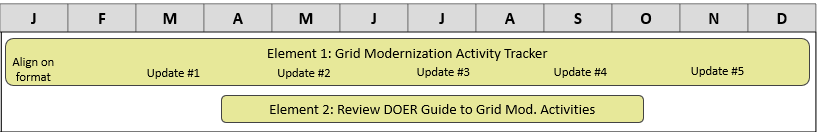 J F M A M J J A S O N D
Element 1: Grid Modernization Activity Tracker
Align on
format
Update #1 Update #2 Update #3 Update #4 Update #5
Element 2: Review DOER Guide to Grid Mod. Activities